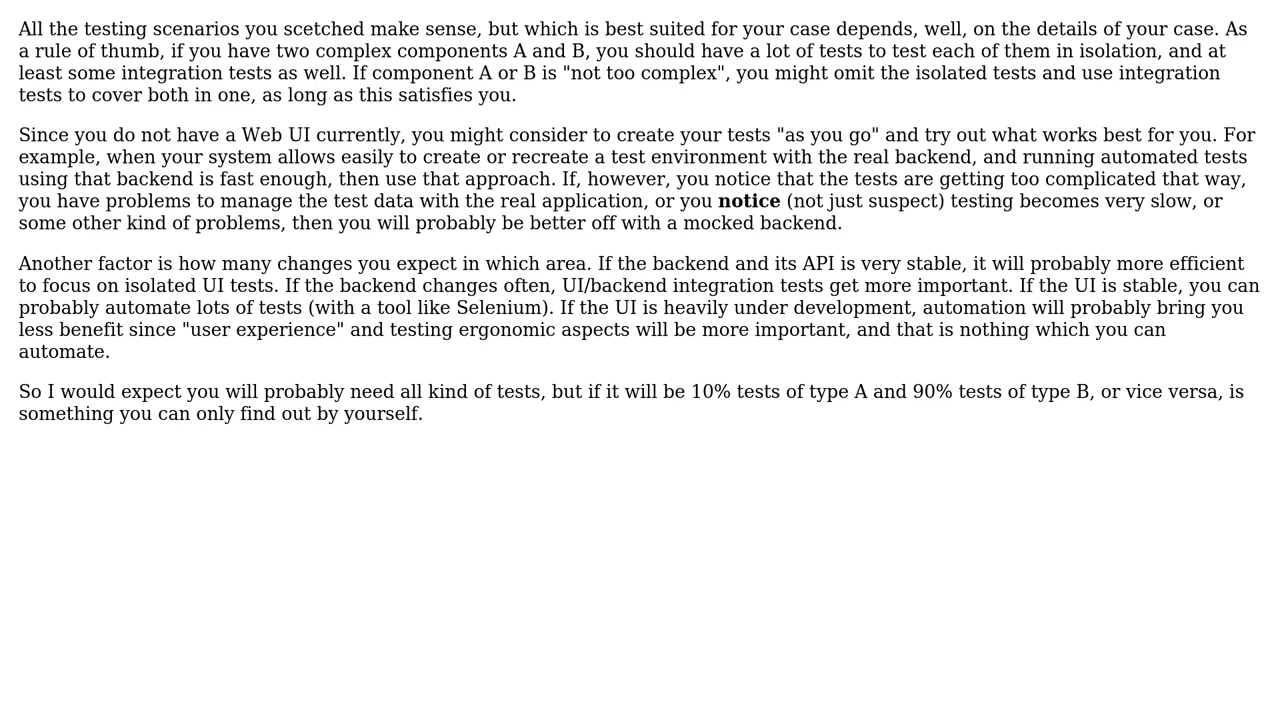 All the testing scenarios you scetched make sense, but which is best suited for your case depends, well, on the details of your case. As
a rule of thumb, if you have two complex components A and B, you should have a lot of tests to test each of them in isolation, and at
least some integration tests as well. If component A or B is "not too complex", you might omit the isolated tests and use integration
tests to cover both in one, as long as this satisfies you.
Since you do not have a Web UI currently, you might consider to create your tests "as you go" and try out what works best for you. For
example, when your system allows easily to create or recreate a test environment with the real backend, and running automated tests
using that backend is fast enough, then use that approach. If, however, you notice that the tests are getting too complicated that way,
you have problems to manage the test data with the real application, or you notice (not just suspect) testing becomes very slow, or
some other kind of problems, then you will probably be better off with a mocked backend.
Another factor is how many changes you expect in which area. If the backend and its API is very stable, it will probably more efficient
to focus on isolated UI tests. If the backend changes often, UI/backend integration tests get more important. If the UI is stable, you can
probably automate lots of tests (with a tool like Selenium). If the UI is heavily under development, automation will probably bring you
less benefit since "user experience" and testing ergonomic aspects will be more important, and that is nothing which you can
automate.
So I would expect you will probably need all kind of tests, but if it will be 10% tests of type A and 90% tests of type B, or vice versa, is
something you can only find out by yourself.